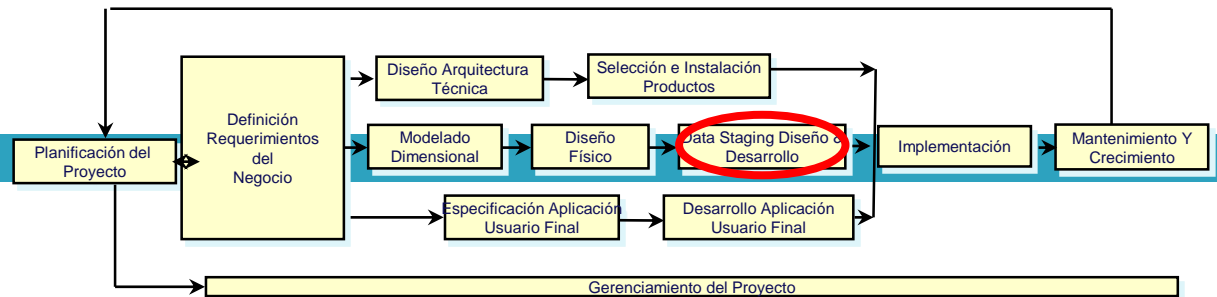 Diseño Arquitectura
Técnica
Selección e Instalación
Productos
Definición
Requerimientos
del
Negocio
Planificación del
Proyecto
Modelado
Dimensional
Diseño
Físico
Data Staging Diseño &
Desarrollo
Implementación
Mantenimiento Y
Crecimiento
Especificación Aplicación
Usuario Final
Desarrollo Aplicación
Usuario Final
Gerenciamiento del Proyecto